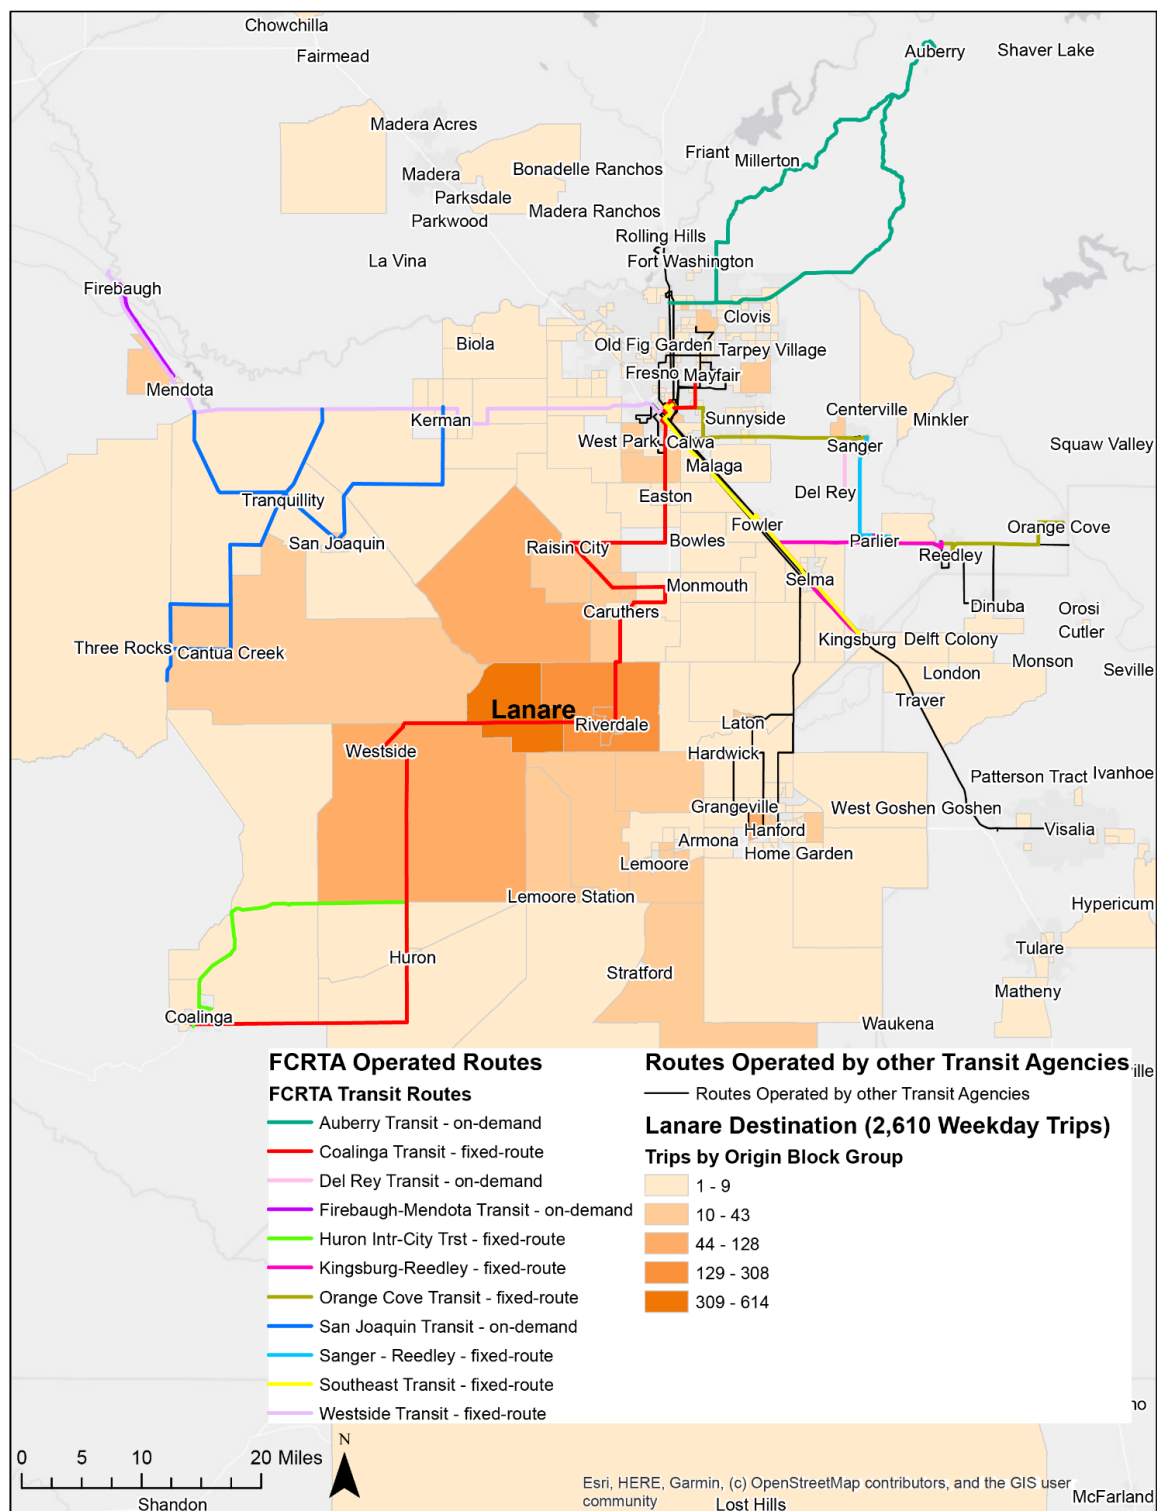 Chowchilla
Fairmead
Auberry
Shaver Lake
Madera Acres
Friant
Millerton
Madera
Bonadelle Ranchos
Parksdale
Parkwood
Madera Ranchos
Rolling Hills
La Vina
Fort Washington
Firebaugh
Clovis
Biola
Old Fig Garden
Tarpey Village
Fresno
Mayfair
Mendota
Kerman
Sunnyside
Centerville
Minkler
West Park
Calwa
Sanger
Squaw Valley
Malaga
Tranquillity
Easton
Del Rey
Fowler
Orange Cove
San Joaquin
Raisin City
Bowles
Parlier
Reedley
Selma
Monmouth
Caruthers
Dinuba
Orosi
Cutler
Three Rocks
Cantua Creek
Kingsburg
Delft Colony
Monson
London
Seville
Traver
Lanare
Riverdale
Laton
Westside
Hardwick
Patterson Tract
Ivanhoe
Grangeville
West Goshen
Goshen
Hanford
Visalia
Armona
Home Garden
Lemoore
Lemoore Station
Hypericum
Tulare
Huron
Stratford
Matheny
Coalinga
Waukena
ille
FCRTA Operated Routes
FCRTA Transit Routes
Auberry Transit - on-demand
Coalinga Transit - fixed-route
Del Rey Transit - on-demand
Firebaugh-Mendota Transit - on-demand
Huron Intr-City Trst - fixed-route
Kingsburg-Reedley - fixed-route
Orange Cove Transit - fixed-route
San Joaquin Transit - on-demand
Sanger - Reedley - fixed-route
Southeast Transit - fixed-route
Westside Transit - fixed-route
Routes Operated by other Transit Agencies
Routes Operated by other Transit Agencies
Lanare Destination (2,610 Weekday Trips)
Trips by Origin Block Group
1 - 9
10 - 43
44 - 128
129 - 308
309 - 614
no
N
0 5 10 20 Miles
Shandon
Esri, HERE, Garmin, (c) OpenStreetMap contributors, and the GIS user
community
Lost Hills
McFarland